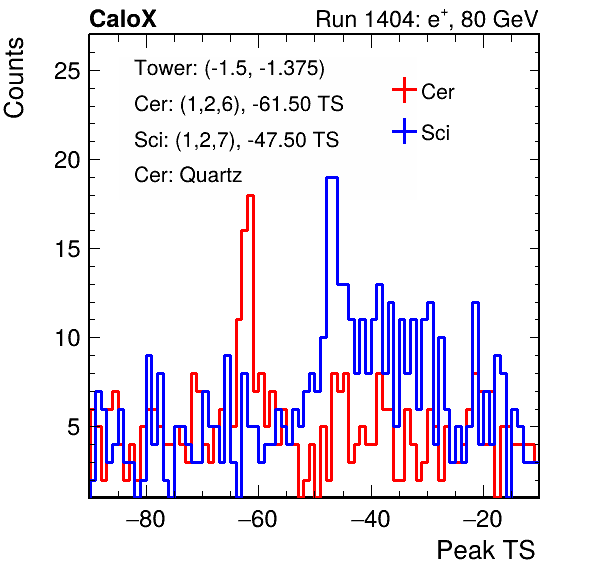 CaloX Run 1404: e⁺, 80 GeV
Counts
Tower: (-1.5, -1.375)
Cer: (1,2,6), -61.50 TS
Sci: (1,2,7), -47.50 TS
Cer: Quartz
Cer
Sci
25
20
15
10
5
−80 −60 −40 −20
Peak TS